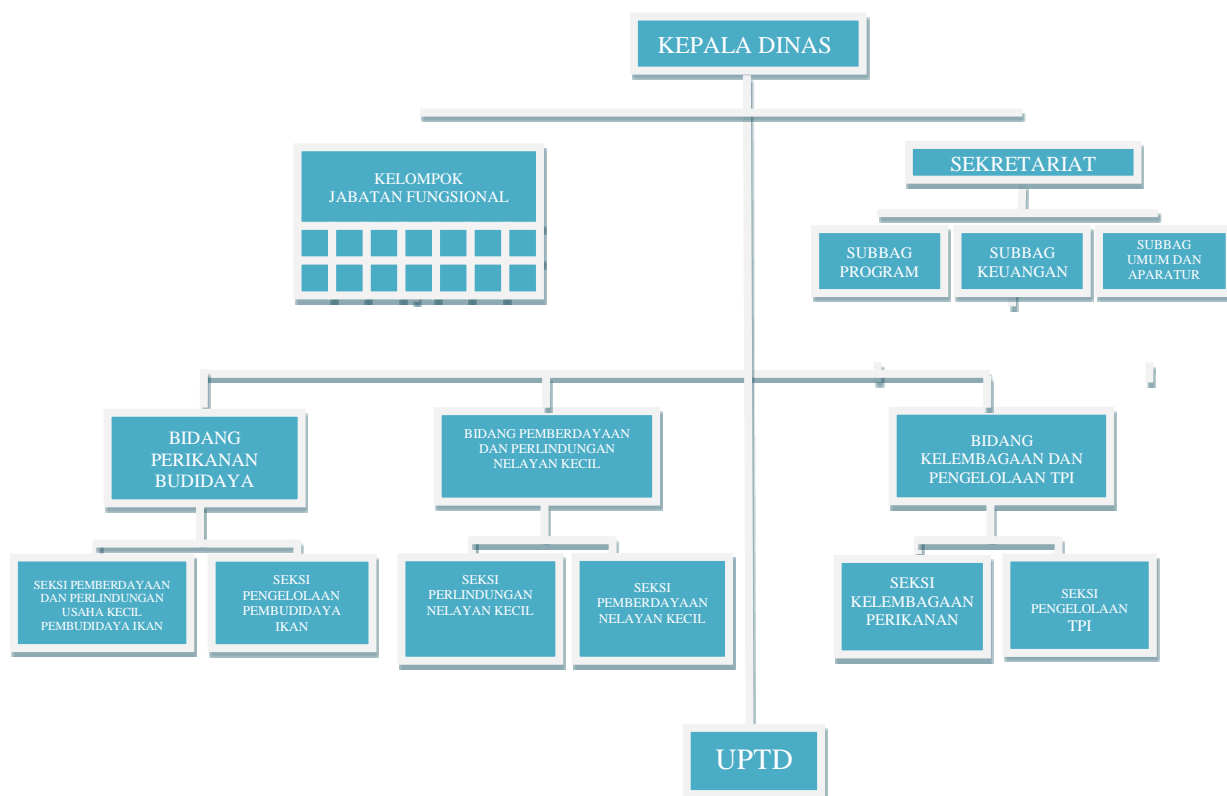 KEPALA DINAS
KELOMPOK
JABATAN FUNGSIONAL
SEKRETARIAT
SUBBAG
PROGRAM
SUBBAG
KEUANGAN
SUBBAG
UMUM DAN
APARATUR
BIDANG
PERIKANAN
BUDIDAYA
BIDANG PEMBERDAYAAN
DAN PERLINDUNGAN
NELAYAN KECIL
BIDANG
KELEMBAGAAN DAN
PENGELOLAAN TPI
SEKSI PEMBERDAYAAN
DAN PERLINDUNGAN
USAHA KECIL
PEMBUDIDAYA IKAN
SEKSI
PENGELOLAAN
PEMBUDIDAYA
IKAN
SEKSI
PERLINDUNGAN
NELAYAN KECIL
SEKSI
PEMBERDAYAAN
NELAYAN KECIL
SEKSI
KELEMBAGAAN
PERIKANAN
SEKSI
PENGELOLAAN
TPI
UPTD